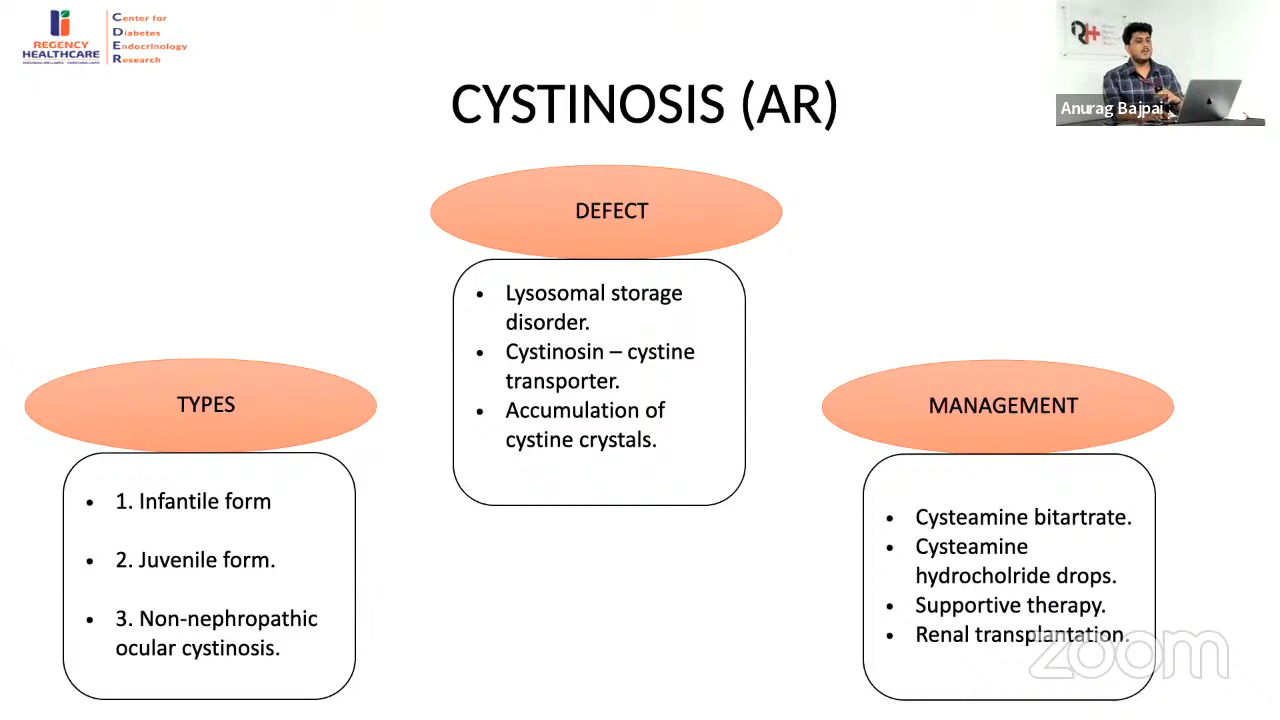 REGENCY
HEALTHCARE
Center for
Diabetes
Endocrinology
Research
CYSTINOSIS (AR)
Anurag Bajpai
DEFECT
• Lysosomal storage
disorder.
• Cystinosin – cystine
transporter.
• Accumulation of
cystine crystals.
TYPES
• 1. Infantile form
• 2. Juvenile form.
• 3. Non-nephropathic
ocular cystinosis.
MANAGEMENT
• Cysteamine bitartrate.
• Cysteamine
hydrocholride drops.
• Supportive therapy.
• Renal transplantation.
zoom